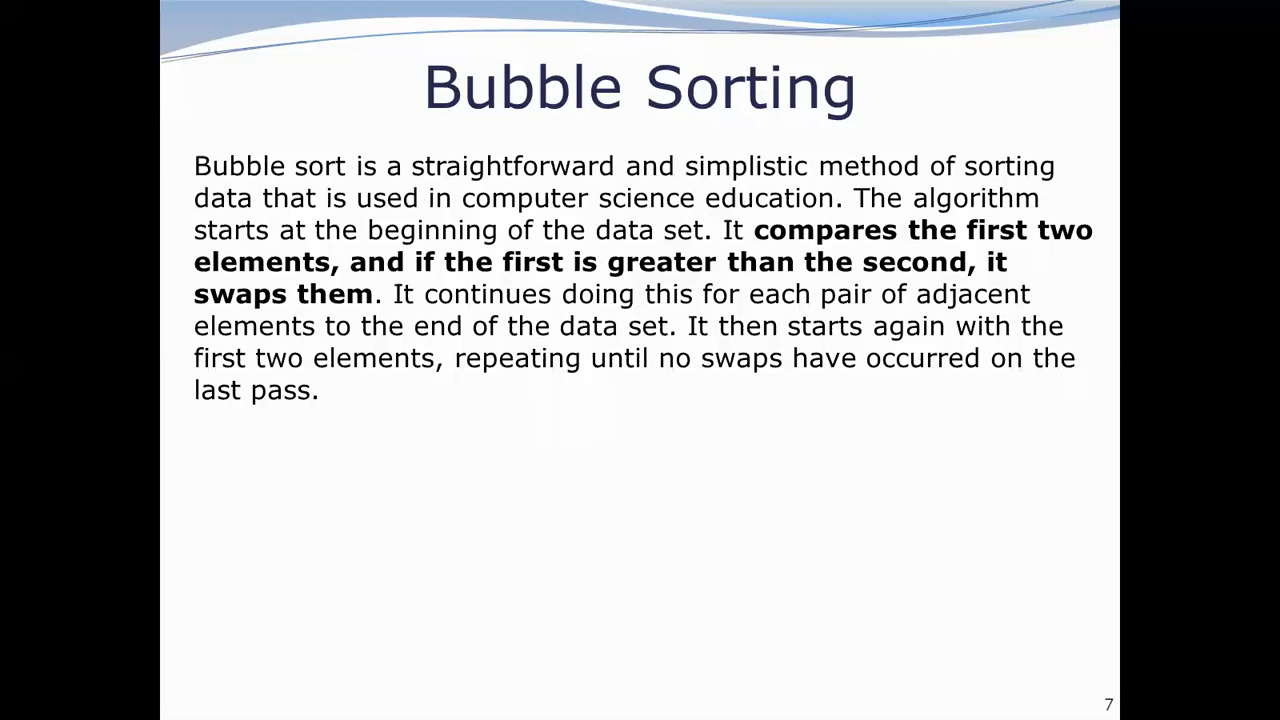 Bubble Sorting
Bubble sort is a straightforward and simplistic method of sorting
data that is used in computer science education. The algorithm
starts at the beginning of the data set. It compares the first two
elements, and if the first is greater than the second, it
swaps them. It continues doing this for each pair of adjacent
elements to the end of the data set. It then starts again with the
first two elements, repeating until no swaps have occurred on the
last pass.
7